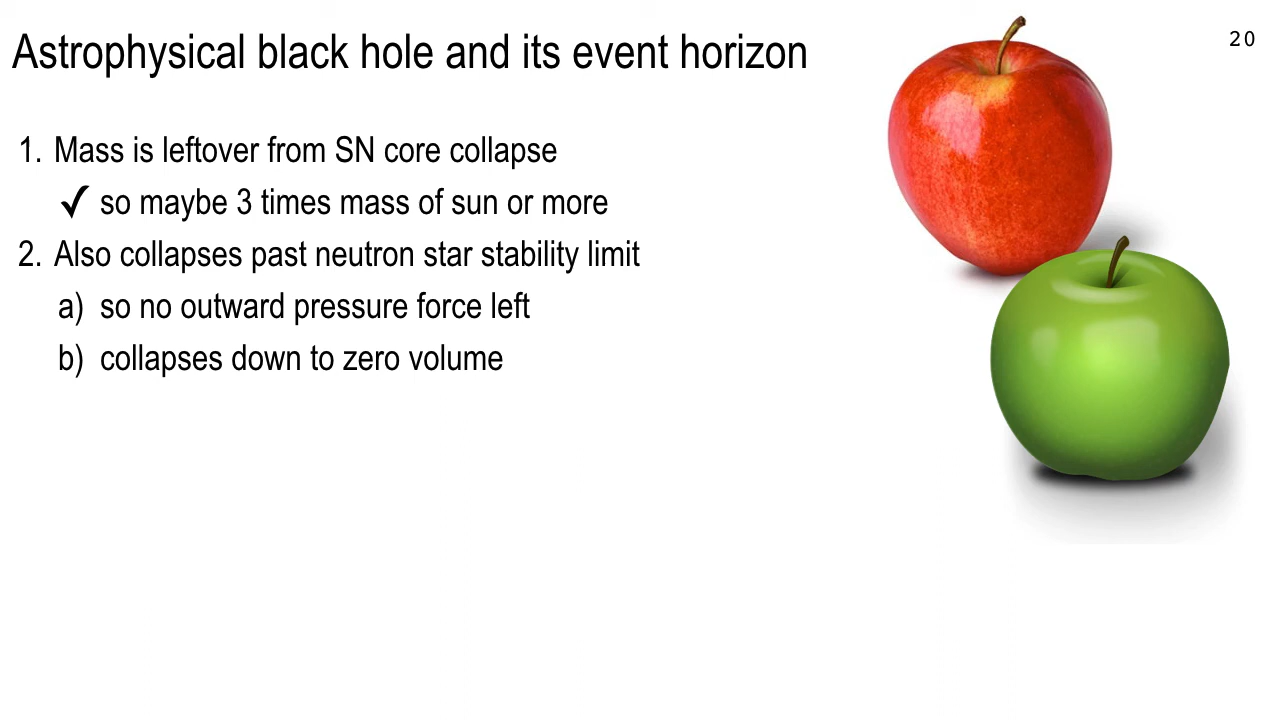 Astrophysical black hole and its event horizon
20
1. Mass is leftover from SN core collapse
✓ so maybe 3 times mass of sun or more
2. Also collapses past neutron star stability limit
a) so no outward pressure force left
b) collapses down to zero volume